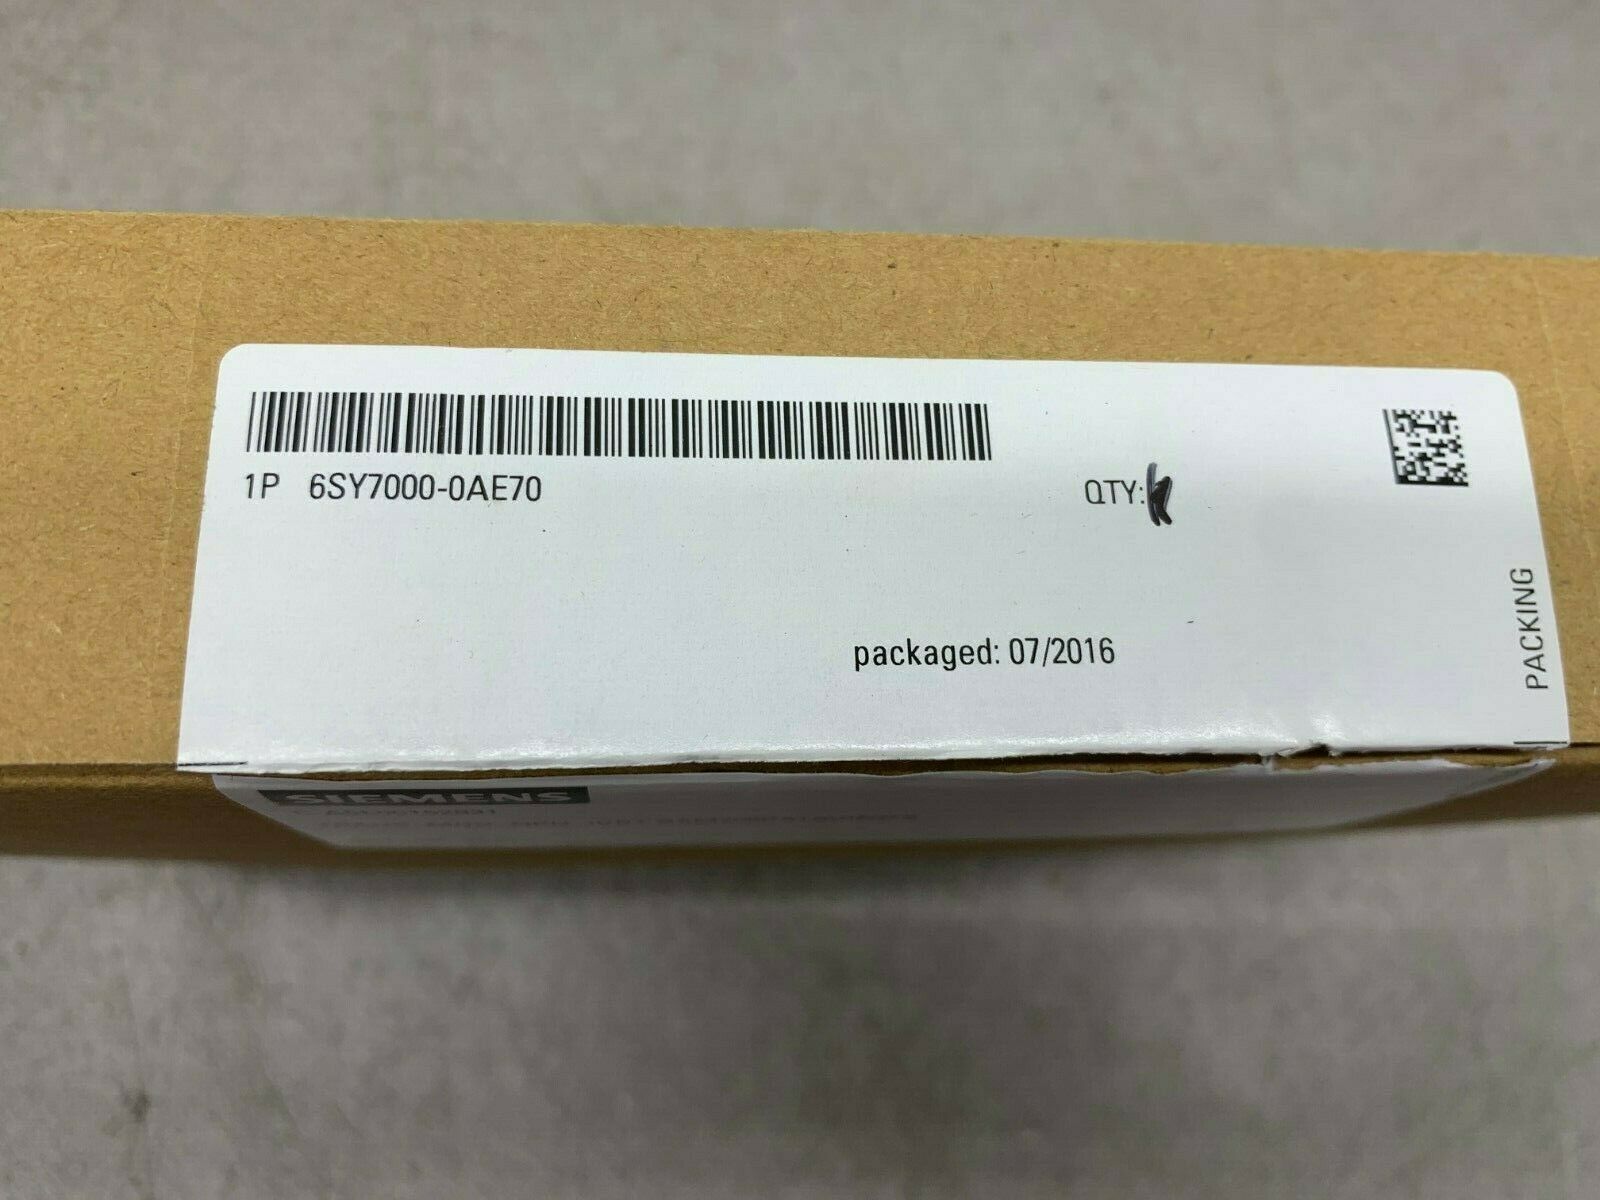 1P 6SY7000-0AE70
QTY:
packaged: 07/2016
PACKING
SIEMENS